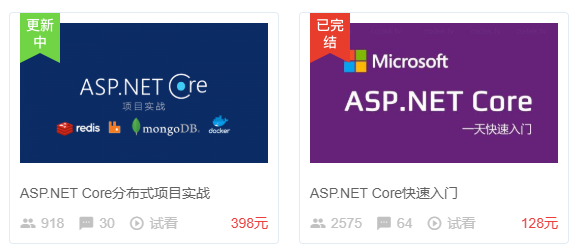 更新
中
ASP.NET Core
项目实战
redis
mongoDB.
docker
ASP.NET Core分布式项目实战
918 30 试看 398元
已完
结
Microsoft
ASP.NET Core
一天快速入门
ASP.NET Core快速入门
2575 64 试看 128元